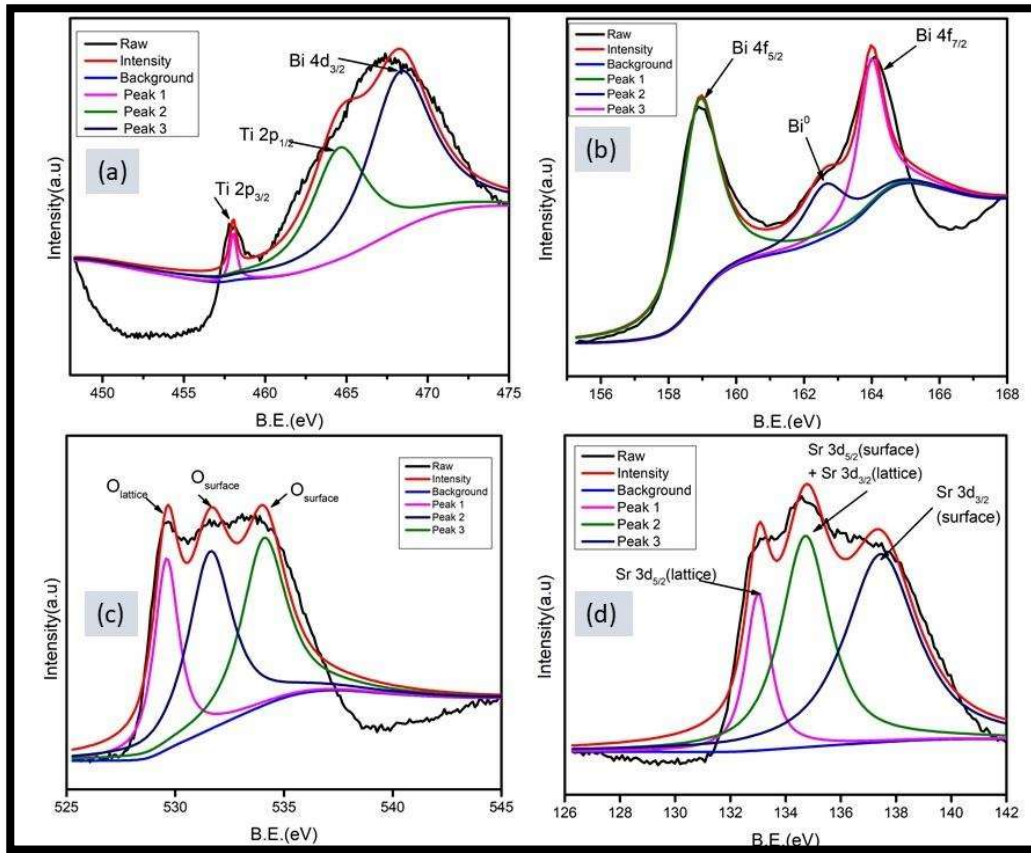 Raw
Intensity
Background
Peak 1
Peak 2
Peak 3
(a)
Ti 2p3/2
Ti 2p1/2
Bi 4d3/2
Intensity(a.u)
450 455 460 465 470 475
B.E.(eV)
Raw
Intensity
Background
Peak 1
Peak 2
Peak 3
(b)
Bi 4f5/2
Bi0
Bi 4f7/2
Intensity(a.u)
156 158 160 162 164 166 168
B.E.(eV)
Olattice
Osurface
Osurface
Raw
Intensity
Background
Peak 1
Peak 2
Peak 3
(c)
Intensity(a.u)
525 530 535 540 545
B.E.(eV)
Raw
Intensity
Background
Peak 1
Peak 2
Peak 3
Sr 3d5/2(surface)
+ Sr 3d3/2(lattice)
Sr 3d3/2
(surface)
Sr 3d5/2(lattice)
(d)
Intensity(a.u)
126 128 130 132 134 136 138 140 142
B.E.(eV)